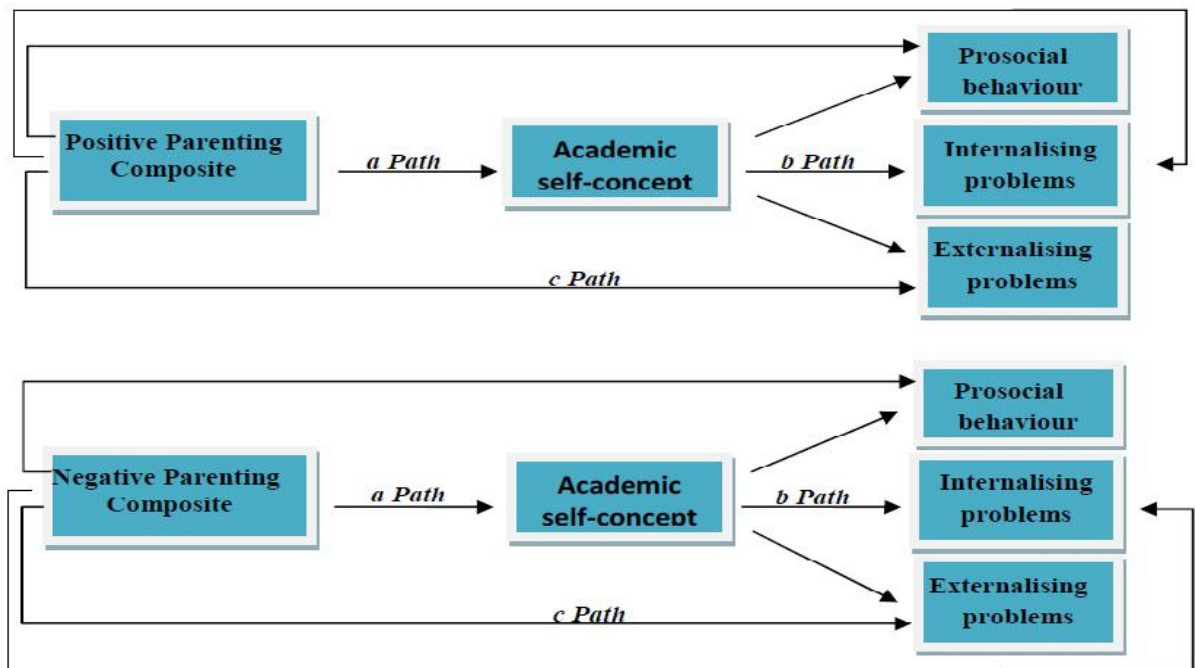 Prosocial
behaviour
Positive Parenting
Composite
a Path
Academic
self-concept
b Path
Internalising
problems
Externalising
problems
c Path
Prosocial
behaviour
Negative Parenting
Composite
a Path
Academic
self-concept
b Path
Internalising
problems
Externalising
problems
c Path